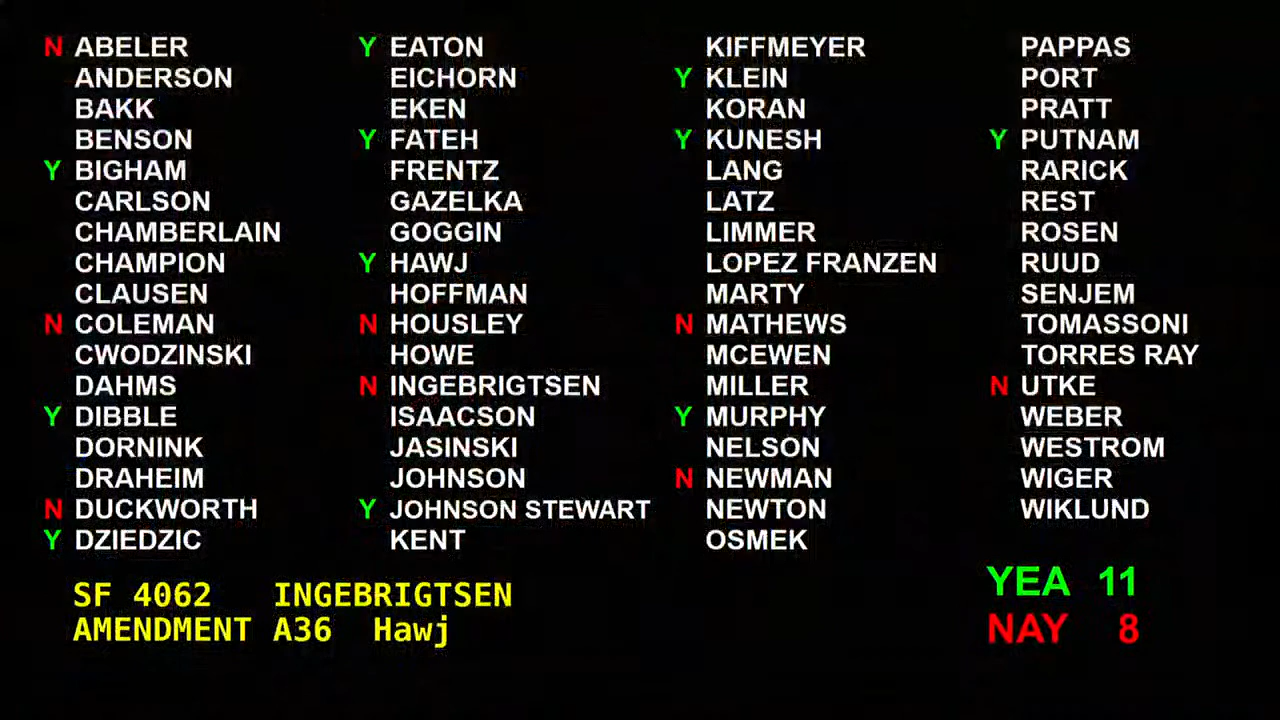 N ABELER
ANDERSON
BAKK
BENSON
Y BIGHAM
CARLSON
CHAMBERLAIN
CHAMPION
CLAUSEN
N COLEMAN
CWODZINSKI
DAHMS
Y DIBBLE
DORNINK
DRAHEIM
N DUCKWORTH
Y DZIEDZIC
Y EATON
EICHORN
EKEN
Y FATEH
FRENTZ
GAZELKA
GOGGIN
Y HAWJ
HOFFMAN
N HOUSLEY
HOWE
N INGEBRIGTSEN
ISAACSON
JASINSKI
JOHNSON
Y JOHNSON STEWART
KENT
KIFFMEYER
Y KLEIN
KORAN
Y KUNESH
LANG
LATZ
LIMMER
LOPEZ FRANZEN
MARTY
N MATHEWS
MCEWEN
MILLER
Y MURPHY
NELSON
N NEWMAN
NEWTON
OSMEK
PAPPAS
PORT
PRATT
Y PUTNAM
RARICK
REST
ROSEN
RUUD
SENJEM
TOMASSONI
TORRES RAY
N UTKE
WEBER
WESTROM
WIGER
WIKLUND
SF 4062 INGEBRIGTSEN
AMENDMENT A36 Hawj
YEA 11
NAY 8